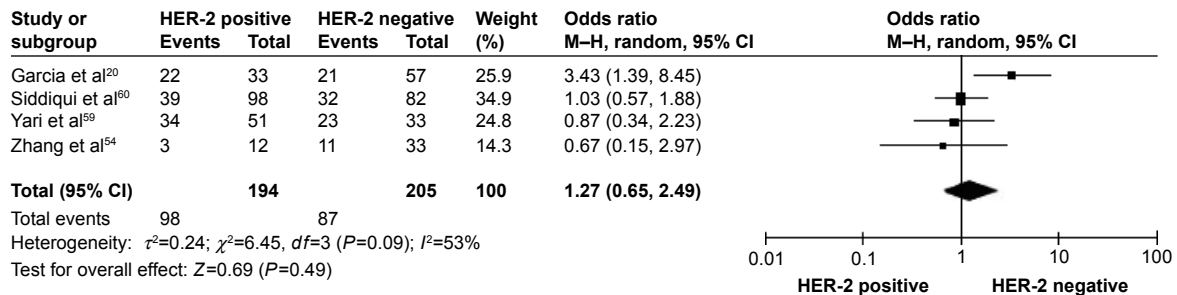 Study or subgroup HER-2 positive HER-2 negative Weight (%) Odds ratio M–H, random, 95% CI Odds ratio M–H, random, 95% CI
Events Total Events Total
Garcia et al²⁰ 22 33 21 57 25.9 3.43 (1.39, 8.45)
Siddiqui et al⁶⁰ 39 98 32 82 34.9 1.03 (0.57, 1.88)
Yari et al⁵⁹ 34 51 23 33 24.8 0.87 (0.34, 2.23)
Zhang et al⁵⁴ 3 12 11 33 14.3 0.67 (0.15, 2.97)
Total (95% CI) 194 205 100 1.27 (0.65, 2.49)
Total events 98 87
Heterogeneity: τ²=0.24; χ²=6.45, df=3 (P=0.09); I²=53%
Test for overall effect: Z=0.69 (P=0.49)
0.01 0.1 1 10 100
HER-2 positive HER-2 negative